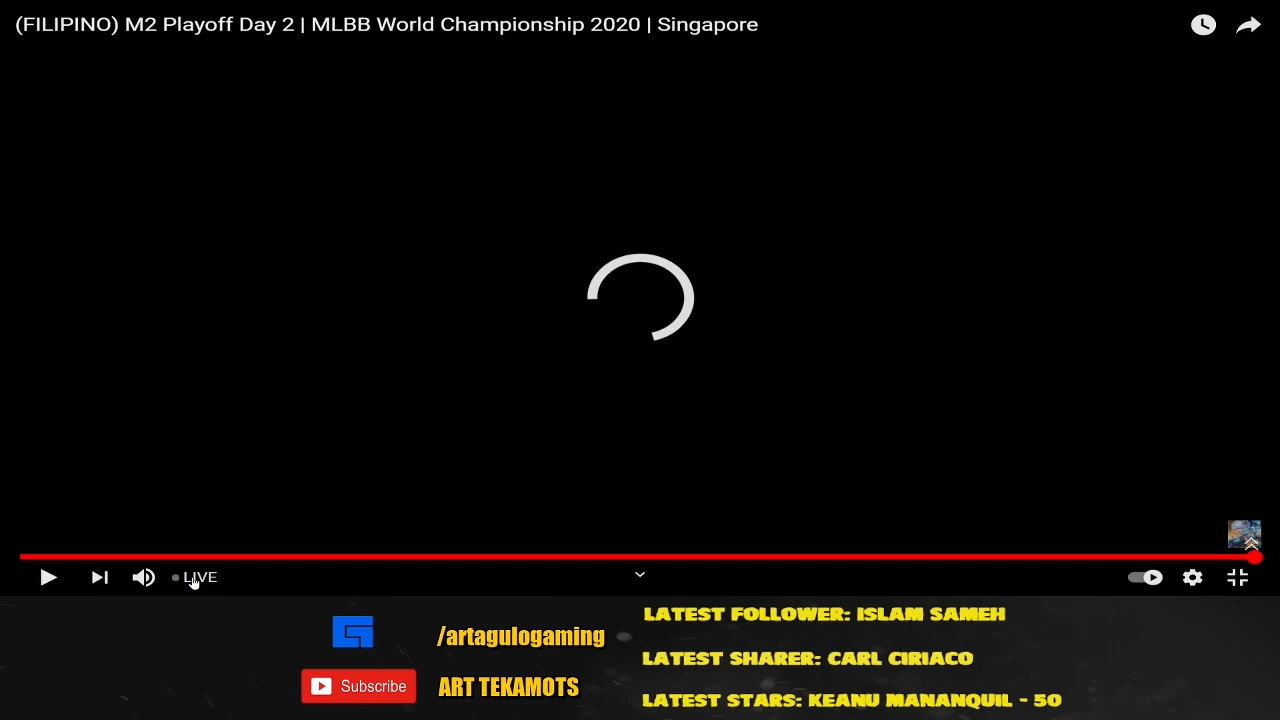 (FILIPINO) M2 Playoff Day 2 | MLBB World Championship 2020 | Singapore
LIVE
/artagulogaming
Subscribe
ART TEKAMOTS
LATEST FOLLOWER: ISLAM SAMEH
LATEST SHARER: CARL CIRIACO
LATEST STARS: KEANU MANANQUIL - 50